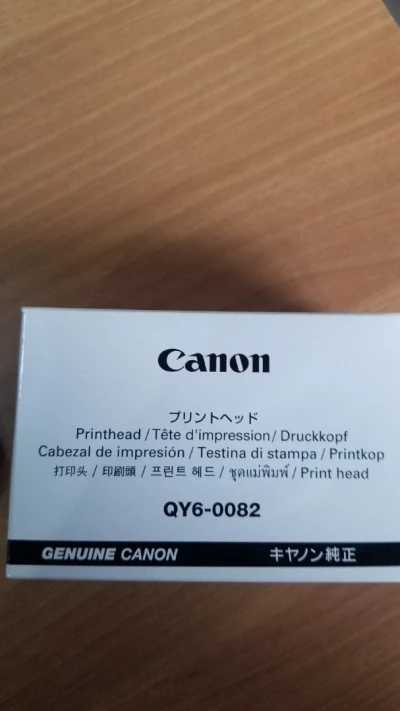 Canon
プリントヘッド
Printhead / Tête d'impression / Druckkopf
Cabezal de impresión / Testina di stampa / Printkop
打印头 / 印刷頭 / 프린트 헤드 / ชุดแม่พิมพ์ / Print head
QY6-0082
GENUINE CANON キヤノン純正